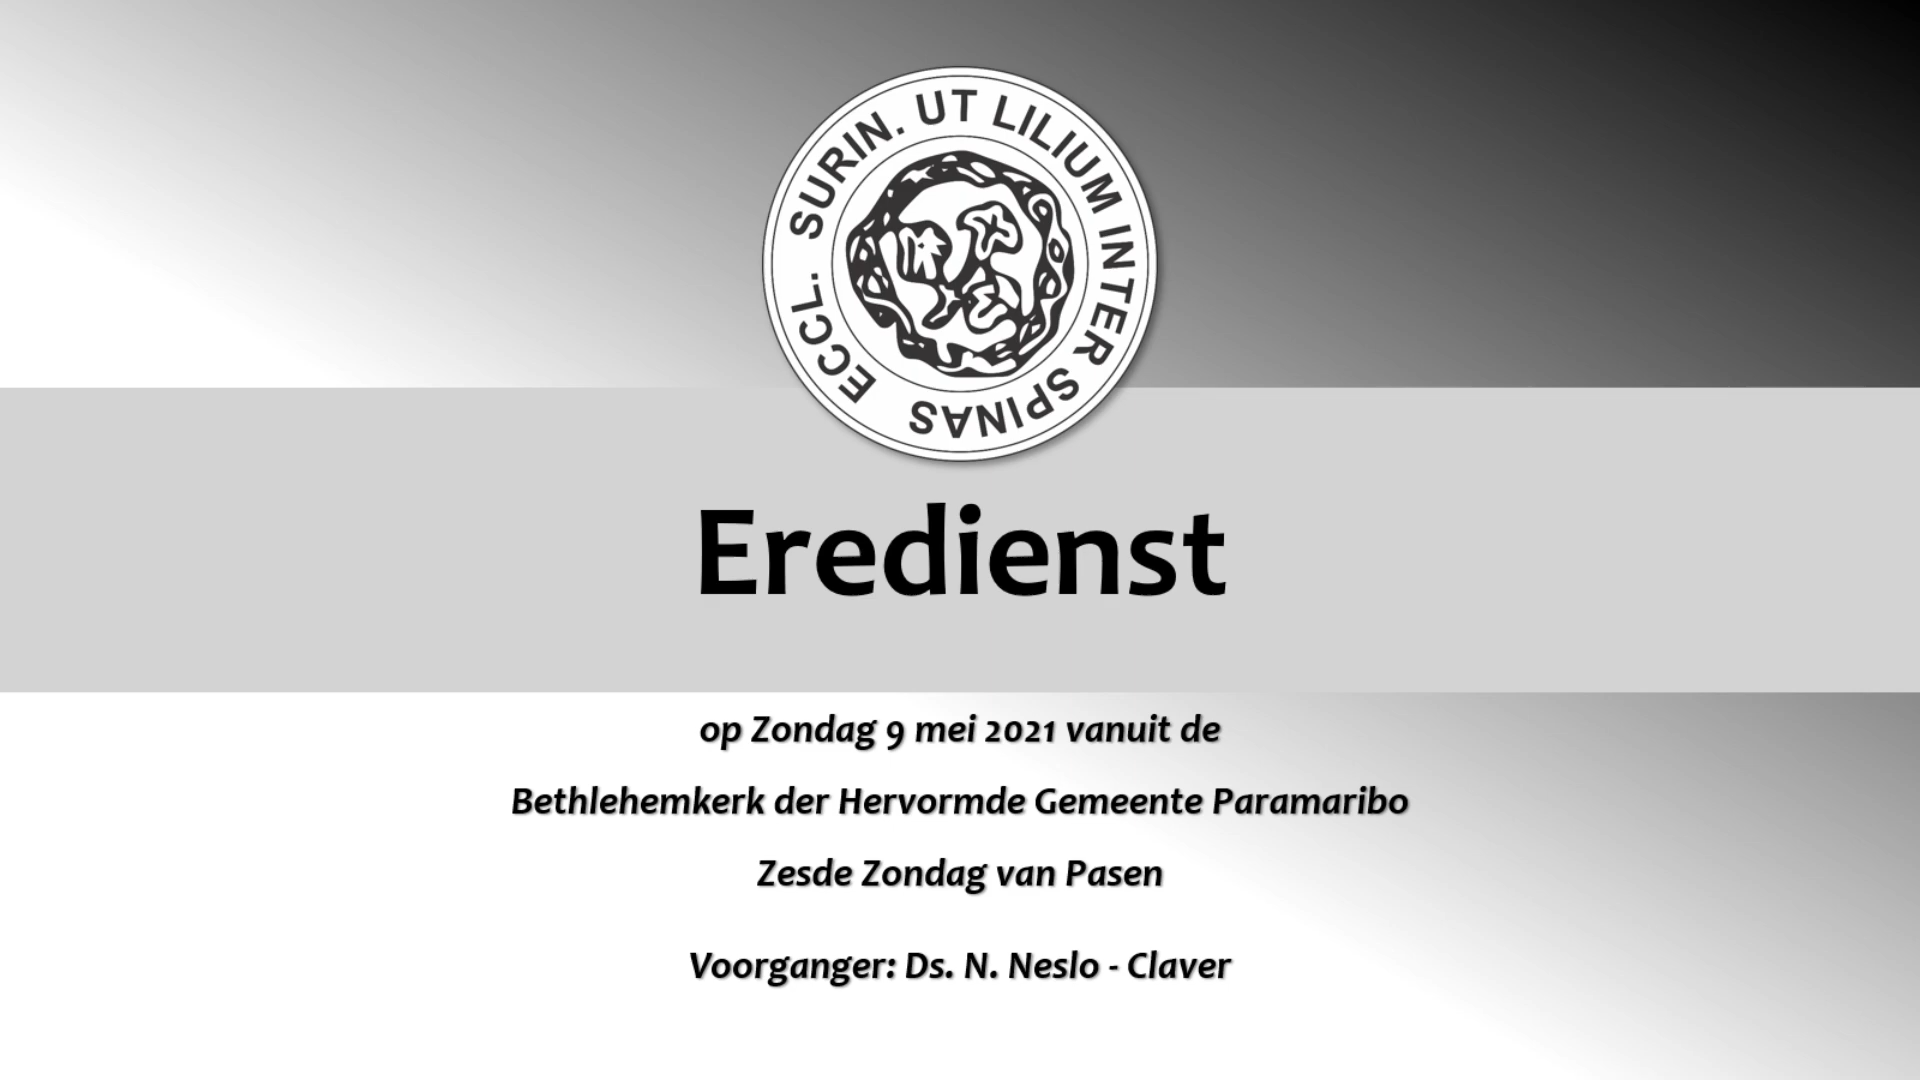 ECCL. SURIN. UT LILIUM INTER SPINAS
Eredienst
op Zondag 9 mei 2021 vanuit de
Bethlehemkerk der Hervormde Gemeente Paramaribo
Zesde Zondag van Pasen
Voorganger: Ds. N. Neslo - Claver